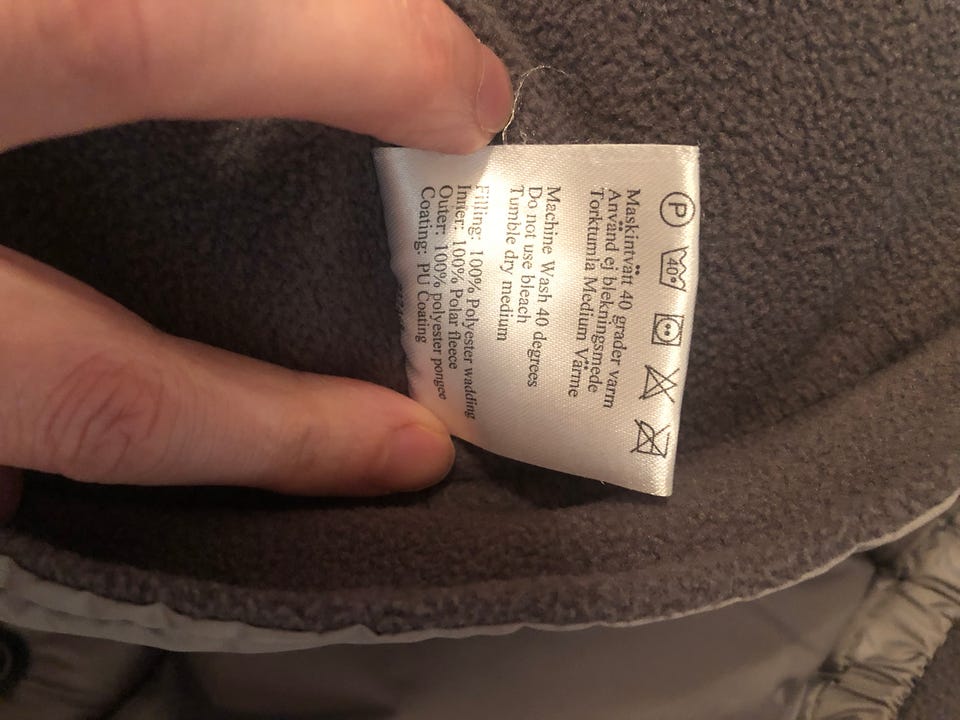 P 40
Maskintvätt 40 grader varm
Använd ej blekningsmede
Torktumla Medium Värme
Machine Wash 40 degrees
Do not use bleach
Tumble dry medium
Filling: 100% Polyester wadding
Inner: 100% Polar fleece
Outer: 100% polyester pongee
Coating: PU Coating